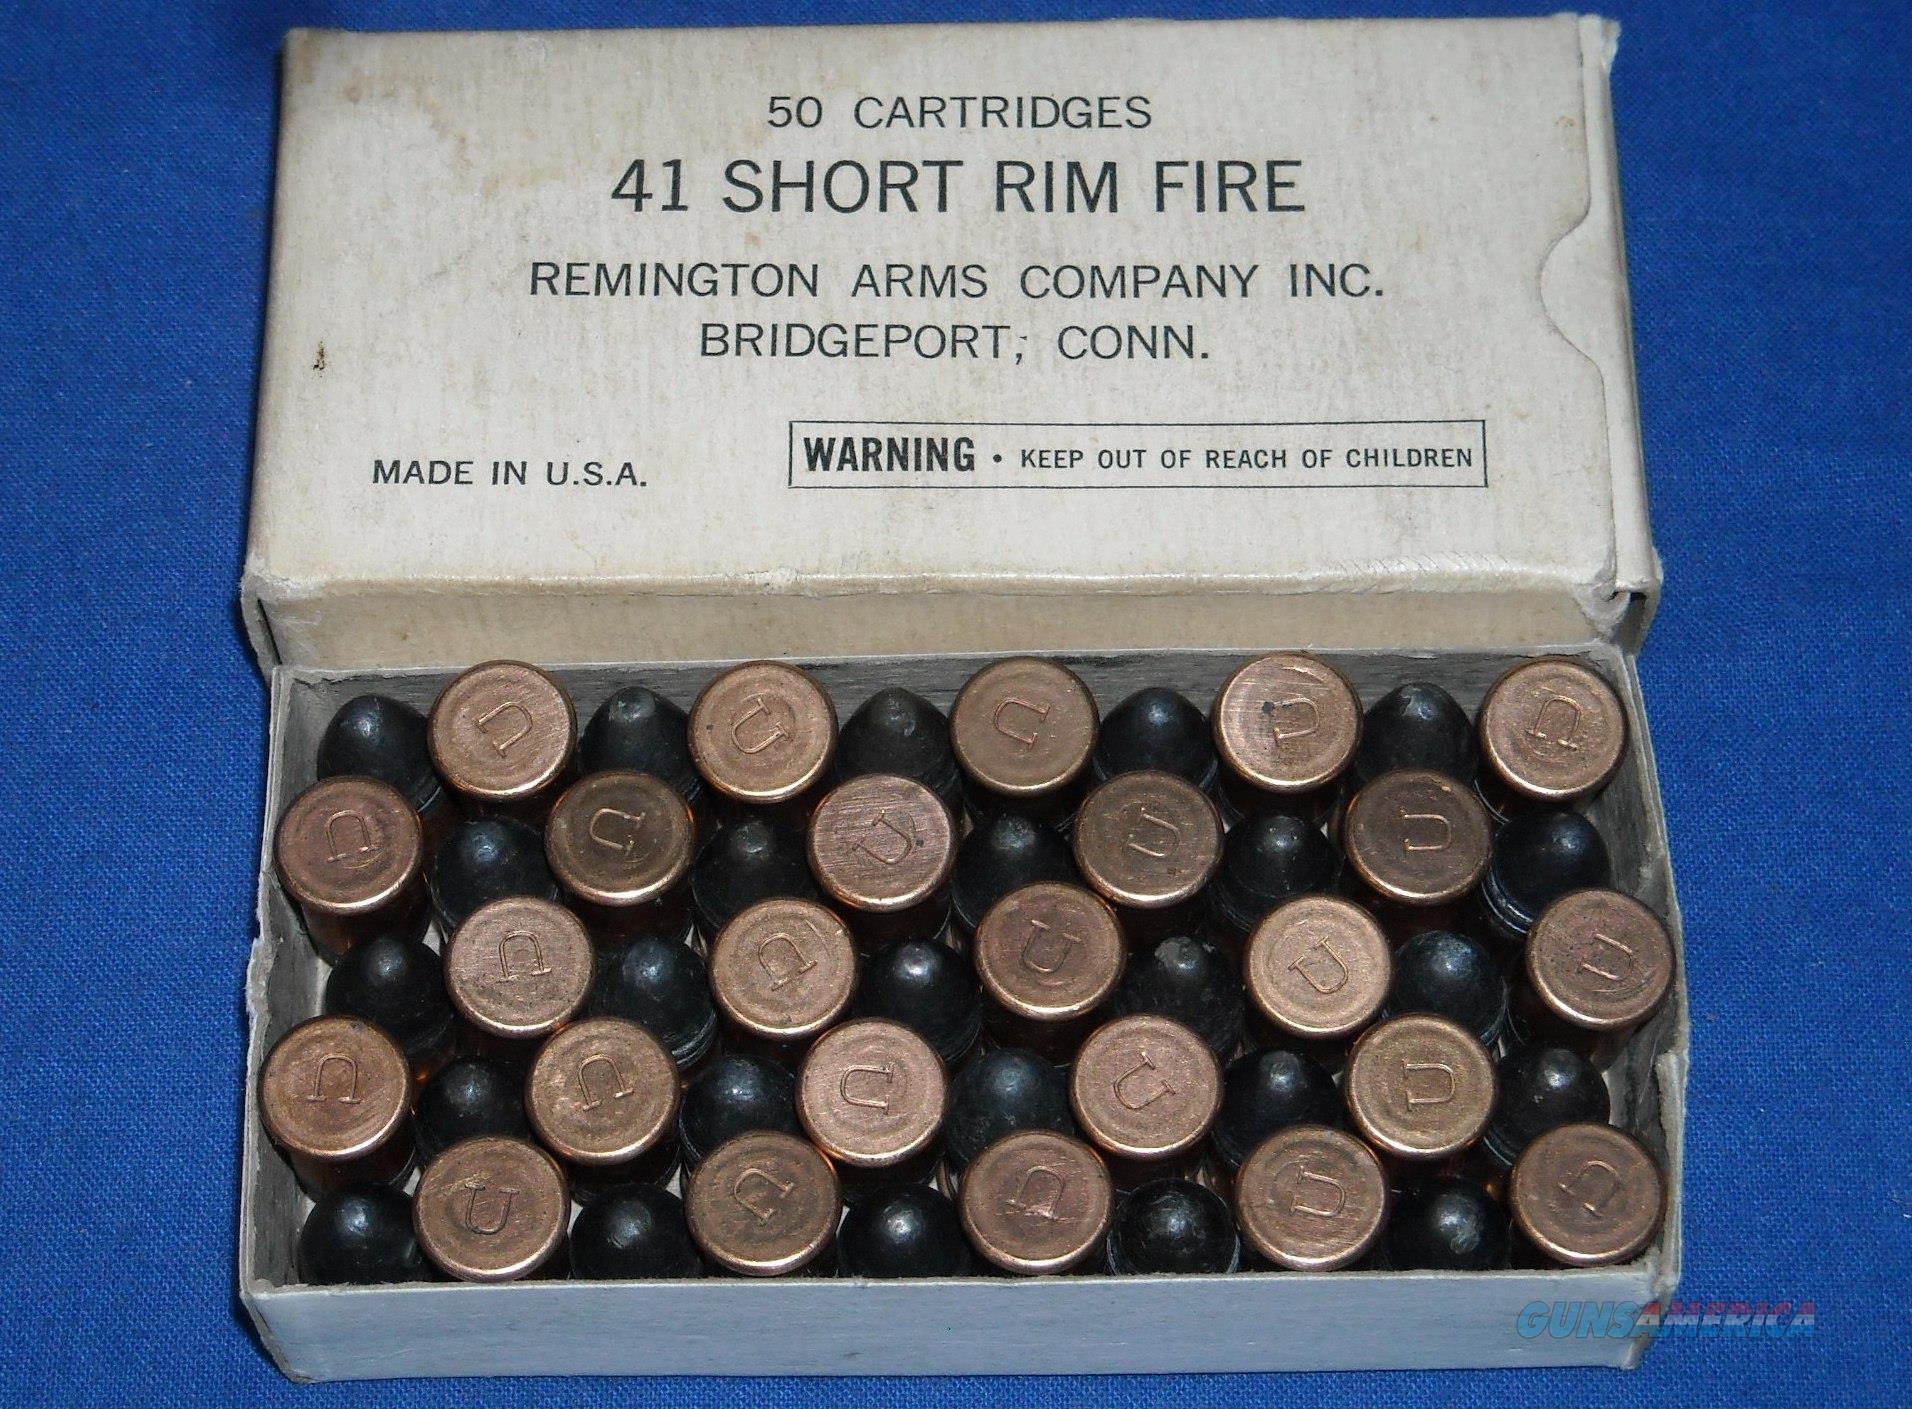 50 CARTRIDGES
41 SHORT RIM FIRE
REMINGTON ARMS COMPANY INC.
BRIDGEPORT, CONN.
MADE IN U.S.A.
WARNING • KEEP OUT OF REACH OF CHILDREN
U U U U U
U U U U U
U U U U U
U U U U U
U U U U U
GUNSAMERICA